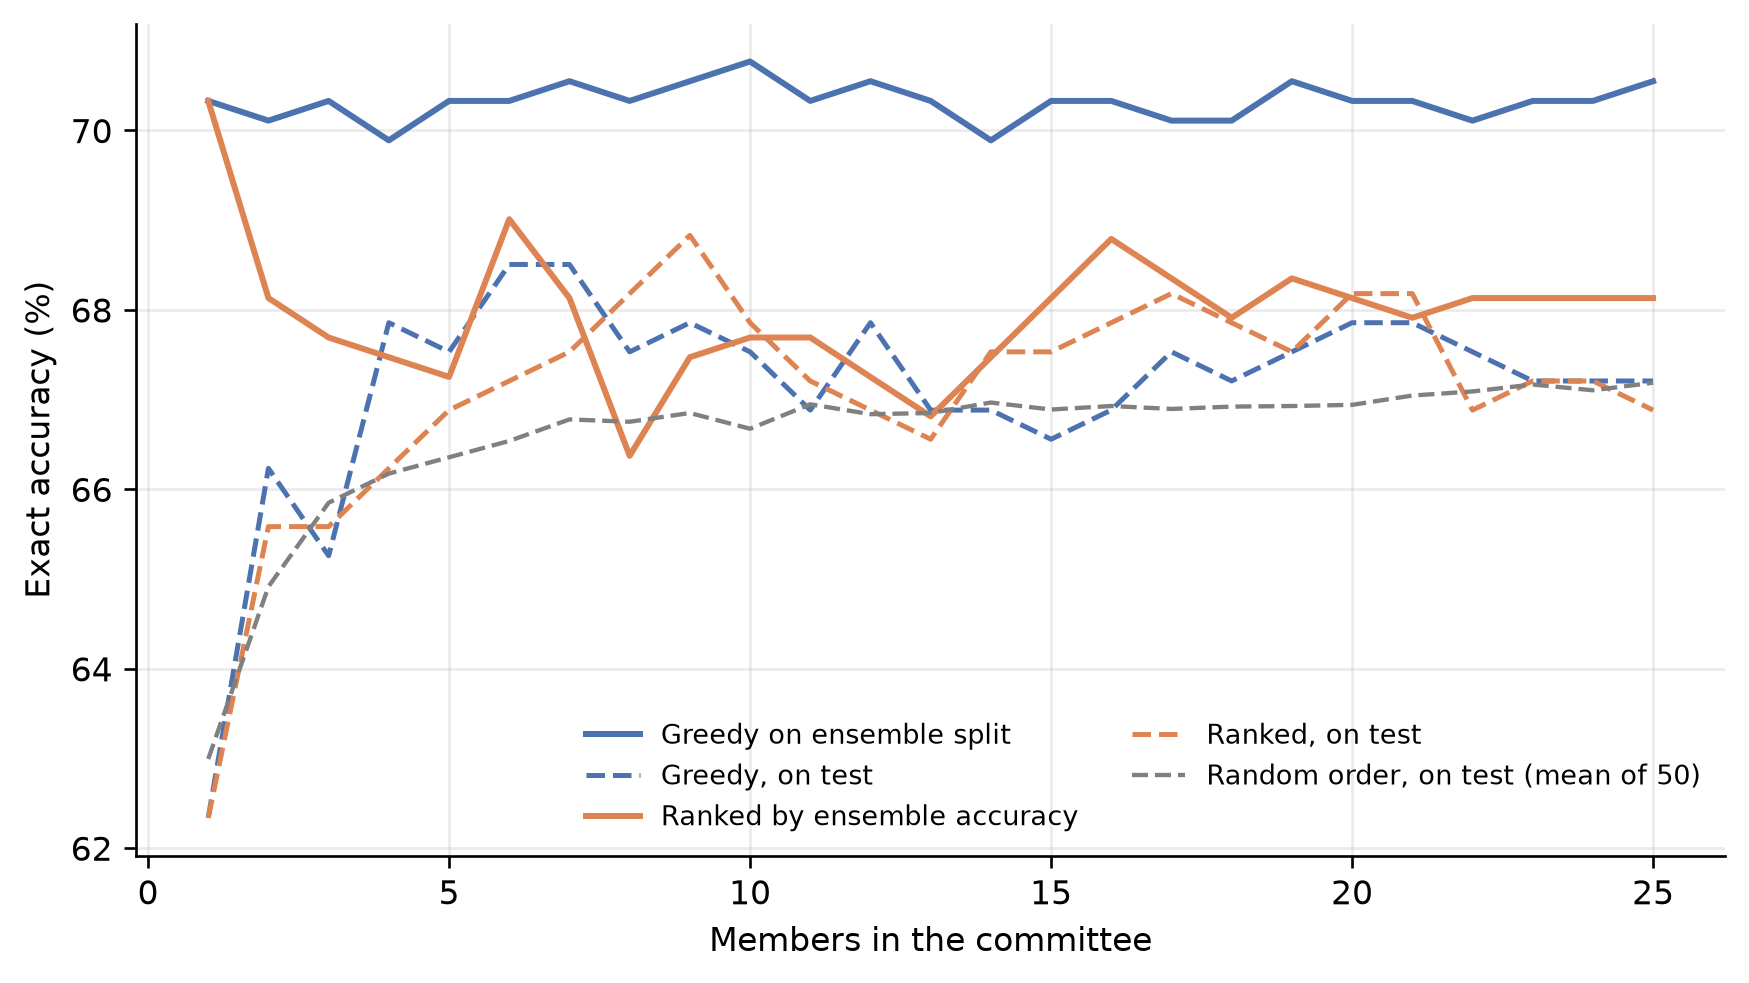 Exact accuracy (%)
70
68
66
64
62
0 5 10 15 20 25
Members in the committee
Greedy on ensemble split
Greedy, on test
Ranked by ensemble accuracy
Ranked, on test
Random order, on test (mean of 50)